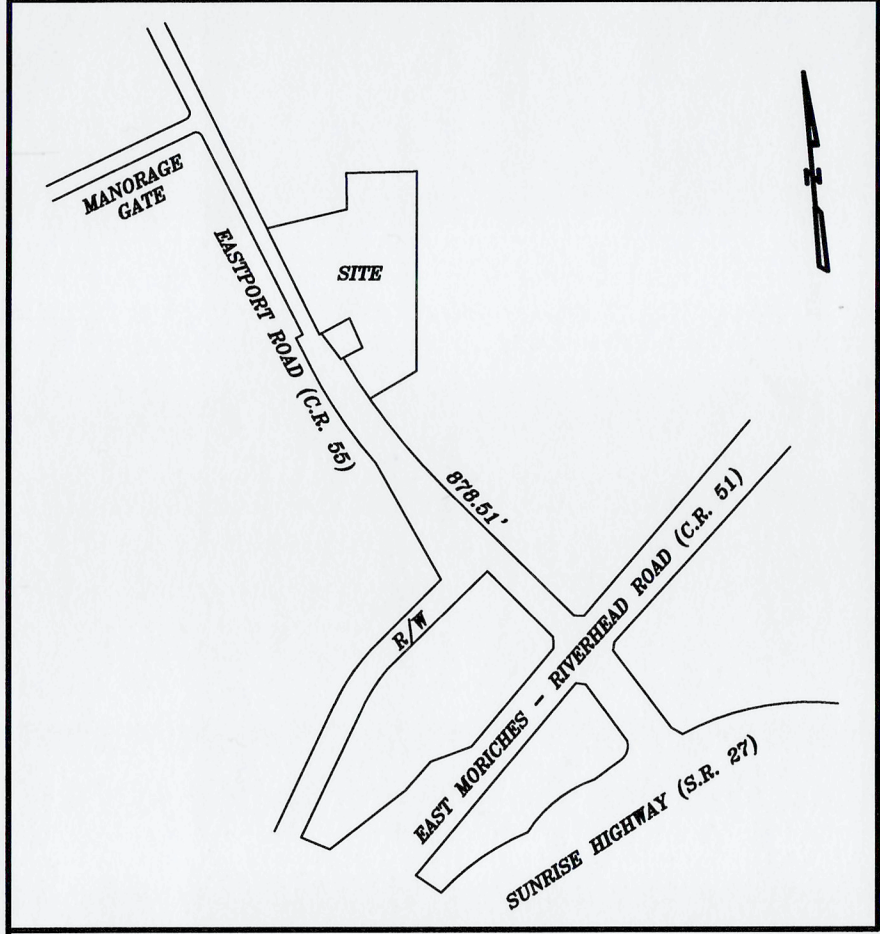 MANORAGE
GATE
N
SITE
EASTPORT ROAD (C.R. 55)
878.51'
R/W
EAST MORICHES - RIVERHEAD ROAD (C.R. 51)
SUNRISE HIGHWAY (S.R. 27)